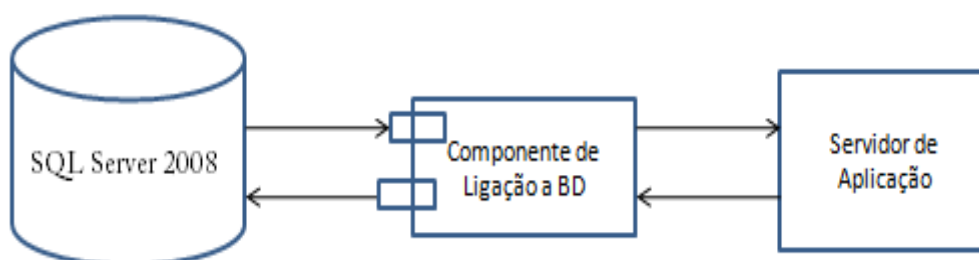 SQL Server 2008
Componente de
Ligação a BD
Servidor de
Aplicação